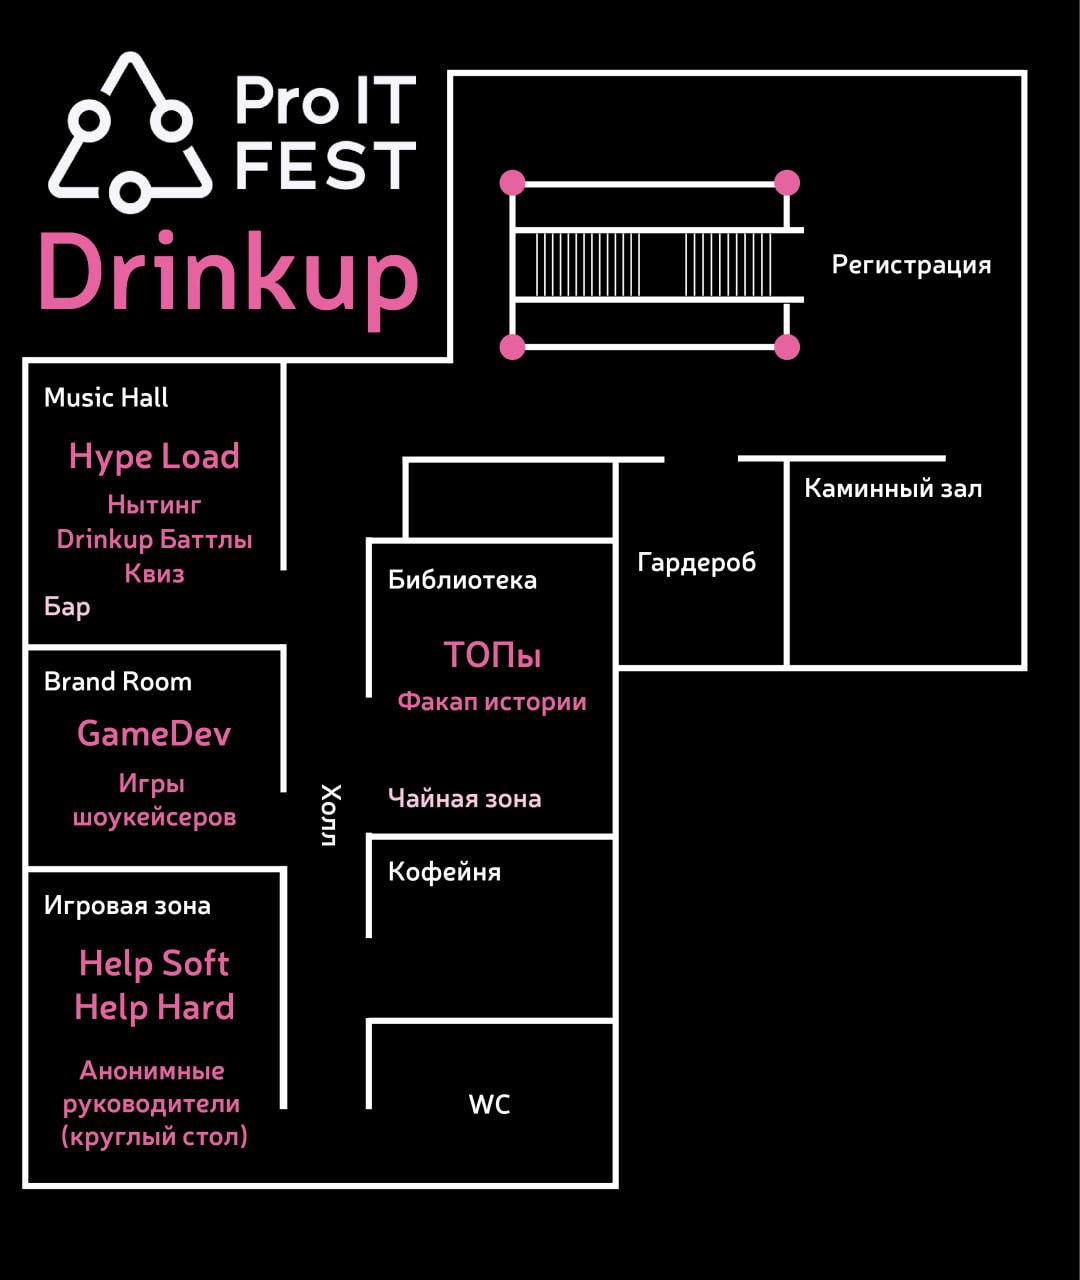 Pro IT
FEST
Drinkup
Регистрация
Music Hall
Hype Load
Нытинг
Drinkup Баттлы
Квиз
Бар
Каминный зал
Гардероб
Библиотека
ТОПы
Факап истории
Чайная зона
Brand Room
GameDev
Игры
шоукейсеров
Холл
Кофейня
Игровая зона
Help Soft
Help Hard
Анонимные
руководители
(круглый стол)
WC